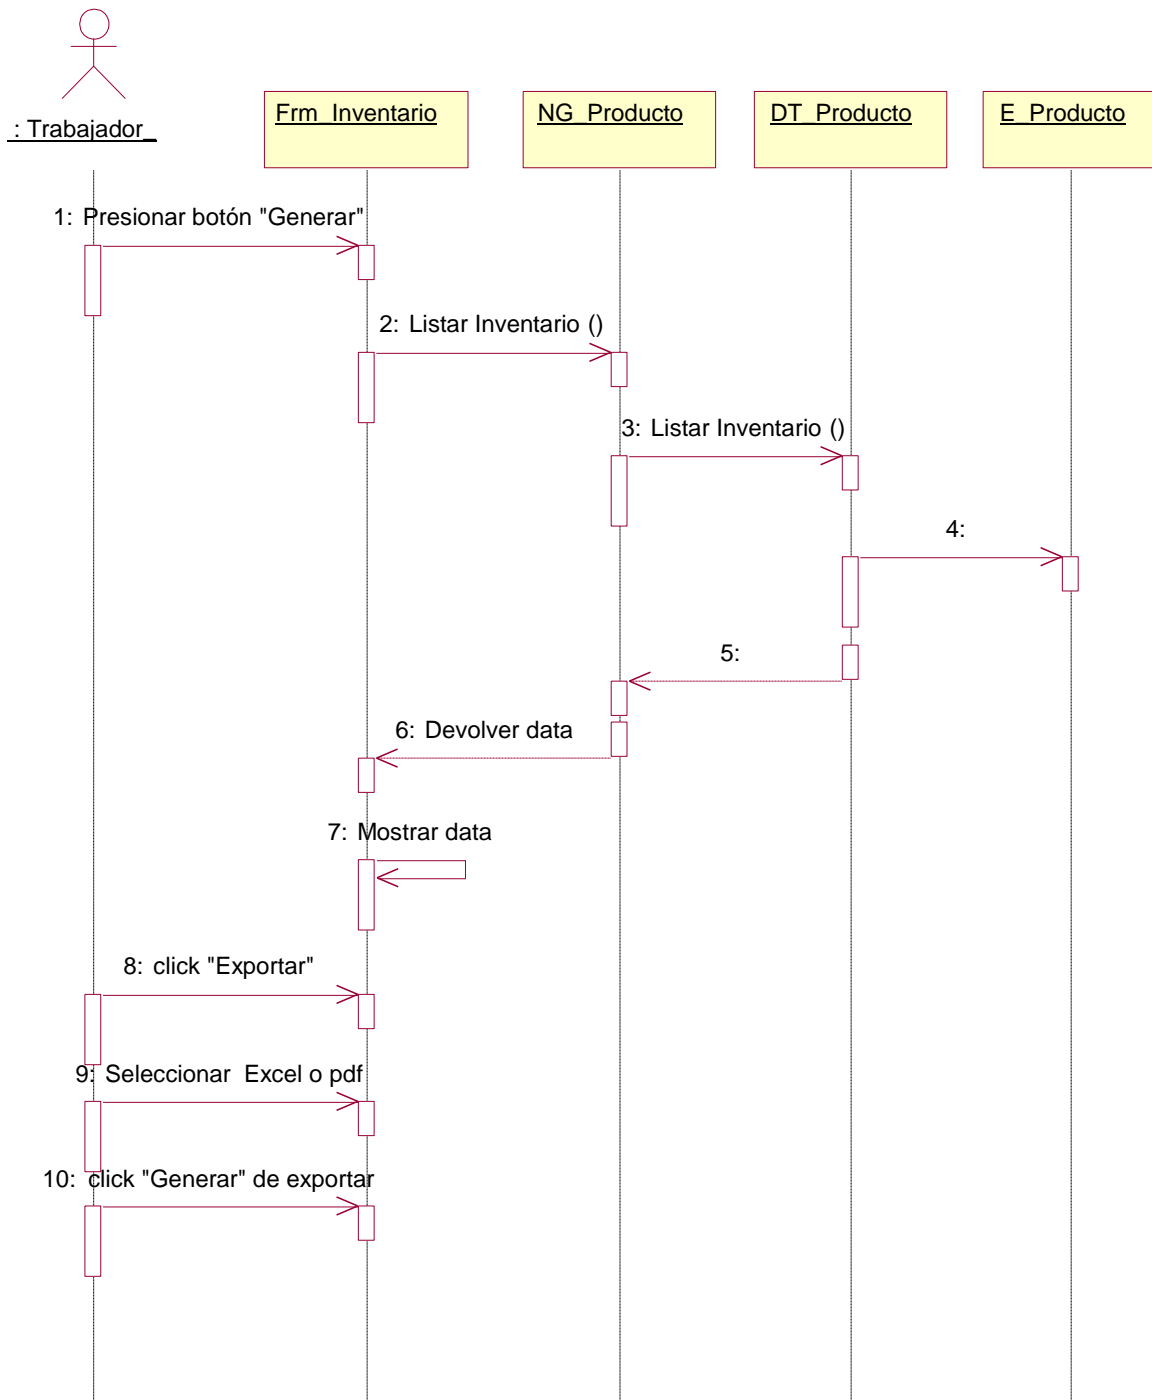 : Trabajador_
Frm_Inventario
NG_Producto
DT_Producto
E_Producto
1: Presionar botón "Generar"
2: Listar Inventario ()
3: Listar Inventario ()
4:
5:
6: Devolver data
7: Mostrar data
8: click "Exportar"
9: Seleccionar Excel o pdf
10: click "Generar" de exportar